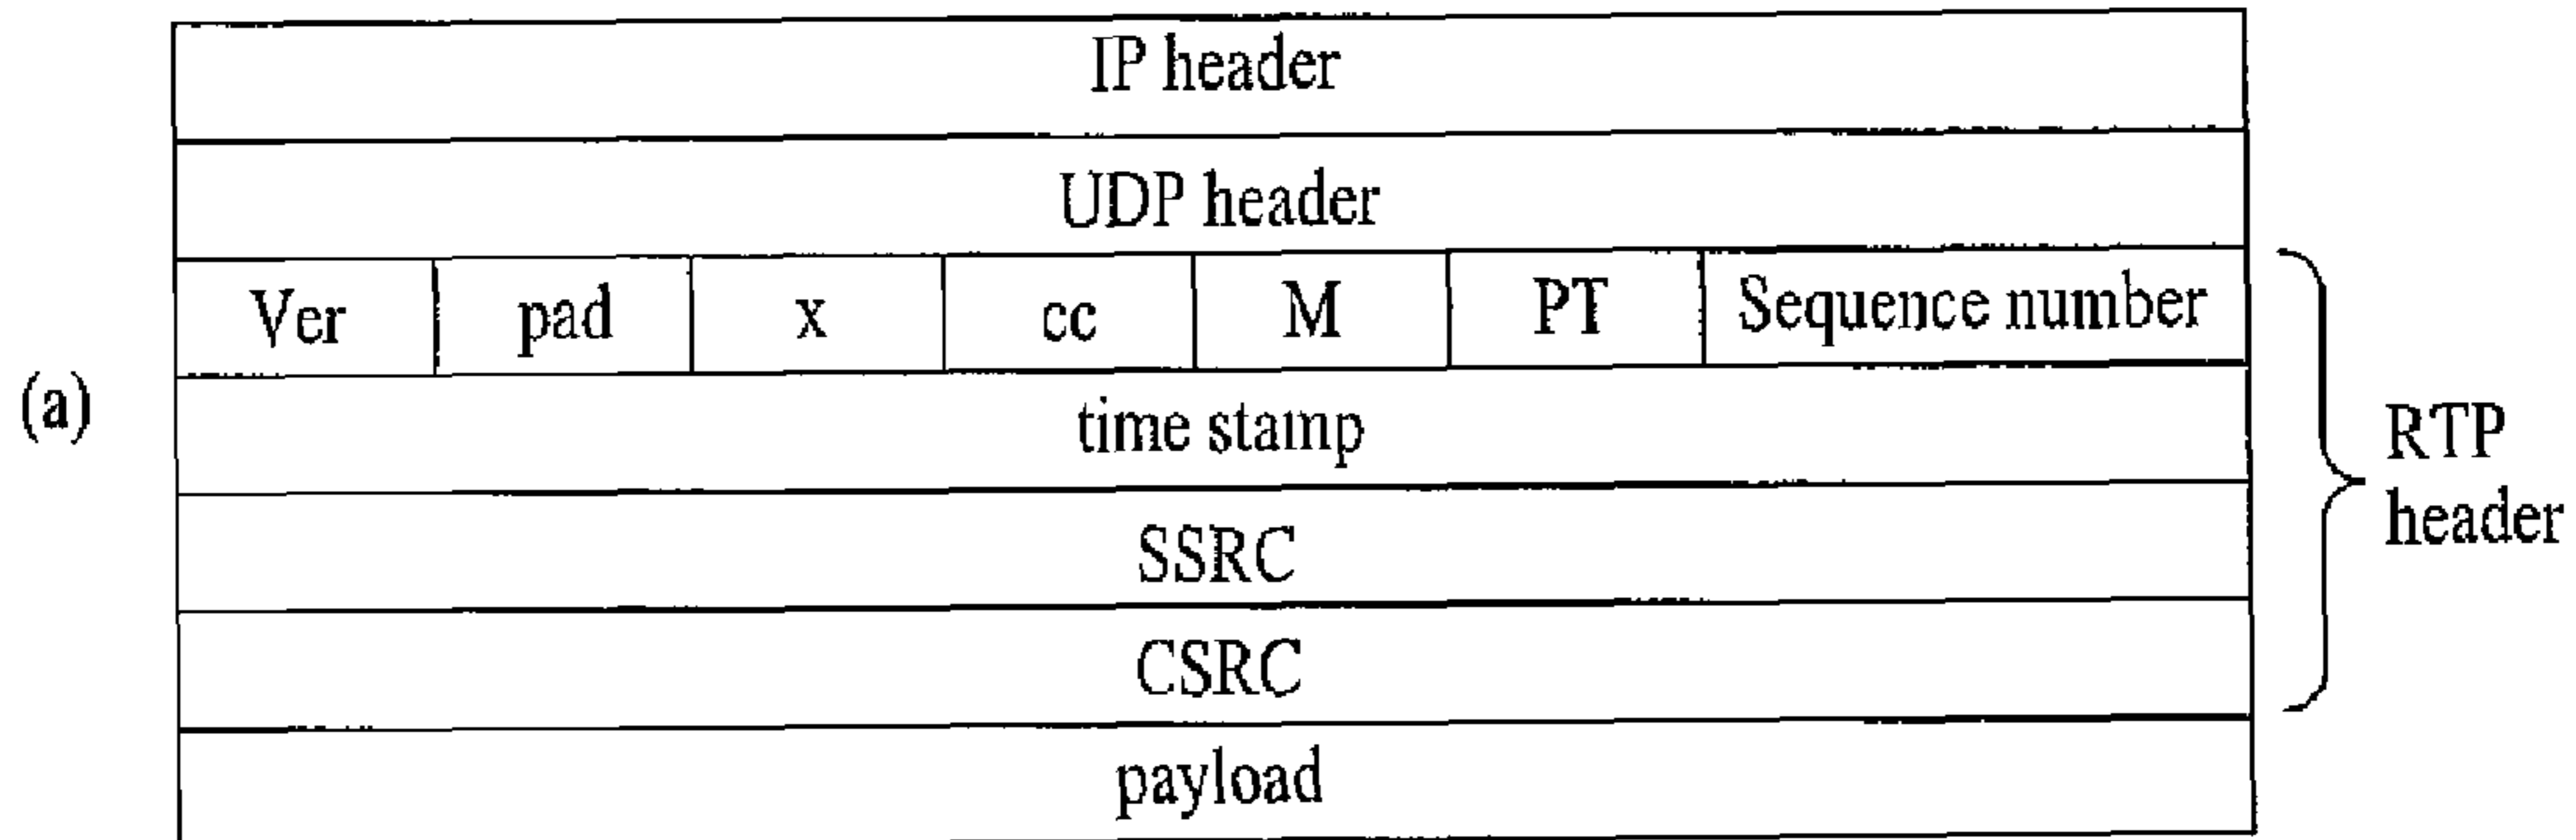 IP header
UDP header
Ver pad x cc M PT Sequence number
(a)
time stamp
SSRC
CSRC
payload
RTP
header